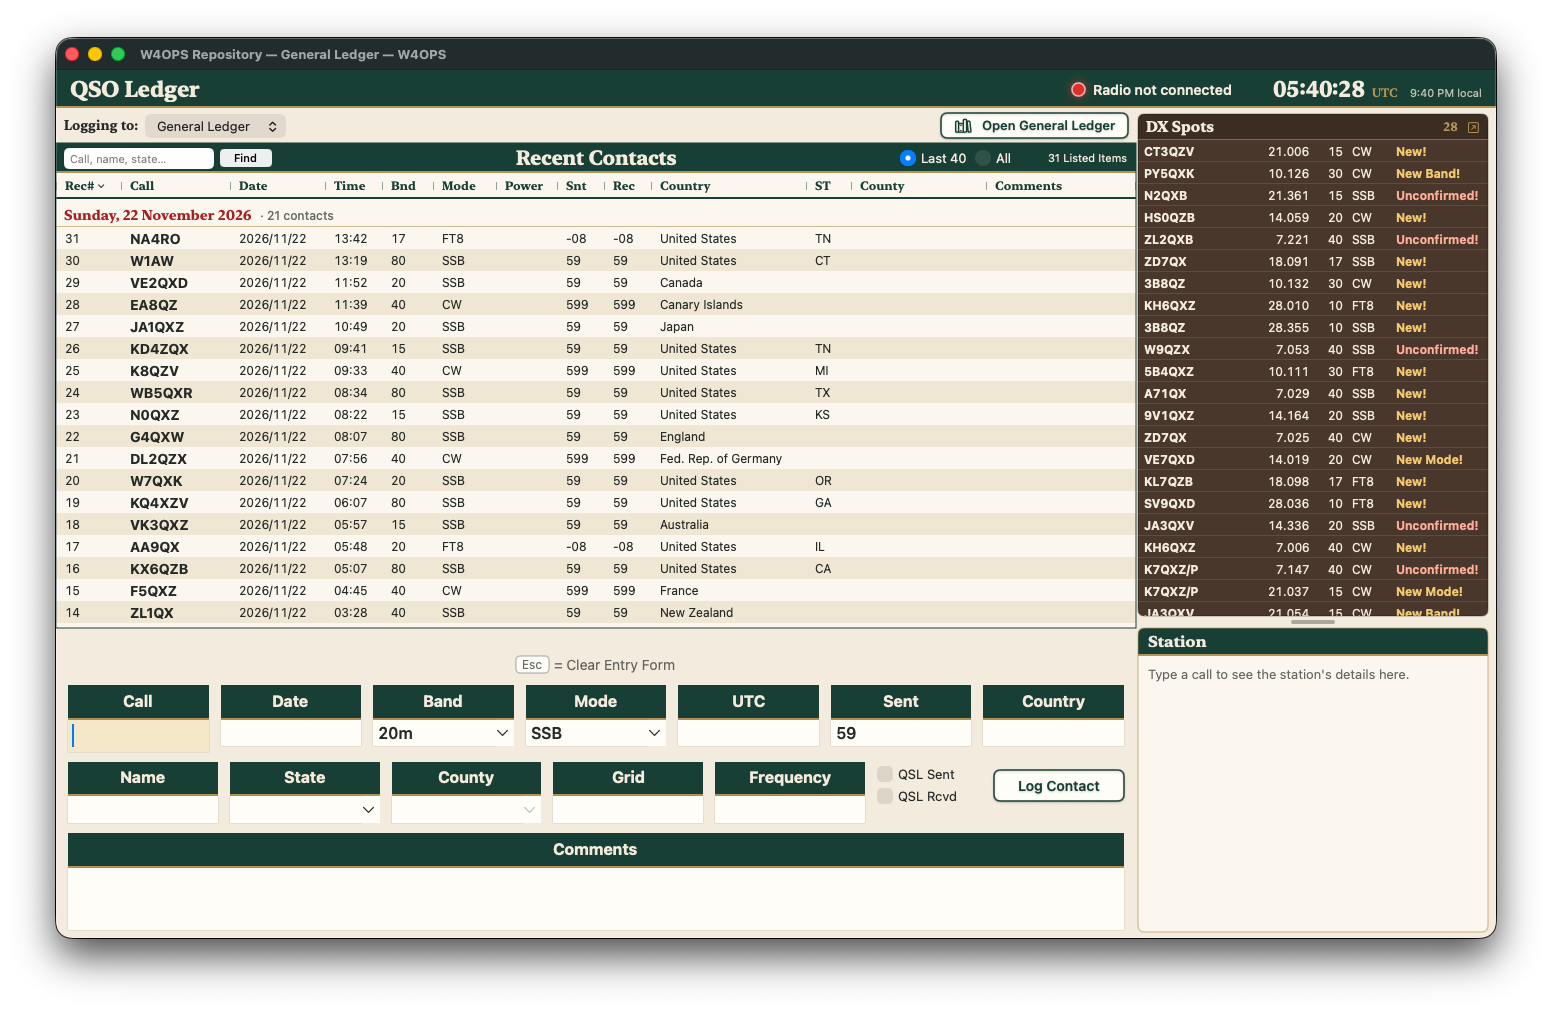 W4OPS Repository — General Ledger — W4OPS
QSO Ledger
Radio not connected
05:40:28 UTC 9:40 PM local
Logging to: General Ledger
Open General Ledger
Call, name, state...
Find
Recent Contacts
Last 40
All
31 Listed Items
Rec# Call Date Time Bnd Mode Power Snt Rec Country ST County Comments
Sunday, 22 November 2026 · 21 contacts
31 NA4RO 2026/11/22 13:42 17 FT8 -08 -08 United States TN
30 W1AW 2026/11/22 13:19 80 SSB 59 59 United States CT
29 VE2QXD 2026/11/22 11:52 20 SSB 59 59 Canada
28 EA8QZ 2026/11/22 11:39 40 CW 599 599 Canary Islands
27 JA1QXZ 2026/11/22 10:49 20 SSB 59 59 Japan
26 KD4ZQX 2026/11/22 09:41 15 SSB 59 59 United States TN
25 K8QZV 2026/11/22 09:33 40 CW 599 599 United States MI
24 WB5QXR 2026/11/22 08:34 80 SSB 59 59 United States TX
23 N0QXZ 2026/11/22 08:22 15 SSB 59 59 United States KS
22 G4QXW 2026/11/22 08:07 80 SSB 59 59 England
21 DL2QZX 2026/11/22 07:56 40 CW 599 599 Fed. Rep. of Germany
20 W7QXK 2026/11/22 07:24 20 SSB 59 59 United States OR
19 KQ4XZV 2026/11/22 06:07 80 SSB 59 59 United States GA
18 VK3QXZ 2026/11/22 05:57 15 SSB 59 59 Australia
17 AA9QX 2026/11/22 05:48 20 FT8 -08 -08 United States IL
16 KX6QZB 2026/11/22 05:07 80 SSB 59 59 United States CA
15 F5QXZ 2026/11/22 04:45 40 CW 599 599 France
14 ZL1QX 2026/11/22 03:28 40 SSB 59 59 New Zealand
Esc = Clear Entry Form
Call Date Band Mode UTC Sent Country
20m SSB 59
Name State County Grid Frequency
QSL Sent
QSL Rcvd
Log Contact
Comments
DX Spots 28
CT3QZV 21.006 15 CW New!
PY5QXK 10.126 30 CW New Band!
N2QXB 21.361 15 SSB Unconfirmed!
HS0QZB 14.059 20 CW New!
ZL2QXB 7.221 40 SSB Unconfirmed!
ZD7QX 18.091 17 SSB New!
3B8QZ 10.132 30 CW New!
KH6QXZ 28.010 10 FT8 New!
3B8QZ 28.355 10 SSB New!
W9QZX 7.053 40 SSB Unconfirmed!
5B4QXZ 10.111 30 FT8 New!
A71QX 7.029 40 SSB New!
9V1QXZ 14.164 20 SSB New!
ZD7QX 7.025 40 CW New!
VE7QXD 14.019 20 CW New Mode!
KL7QZB 18.098 17 FT8 New!
SV9QXD 28.036 10 FT8 New!
JA3QXV 14.336 20 SSB Unconfirmed!
KH6QXZ 7.006 40 CW New!
K7QXZ/P 7.147 40 CW Unconfirmed!
K7QXZ/P 21.037 15 CW New Mode!
JA3QXV 21.054 15 CW New Band!
Station
Type a call to see the station's details here.